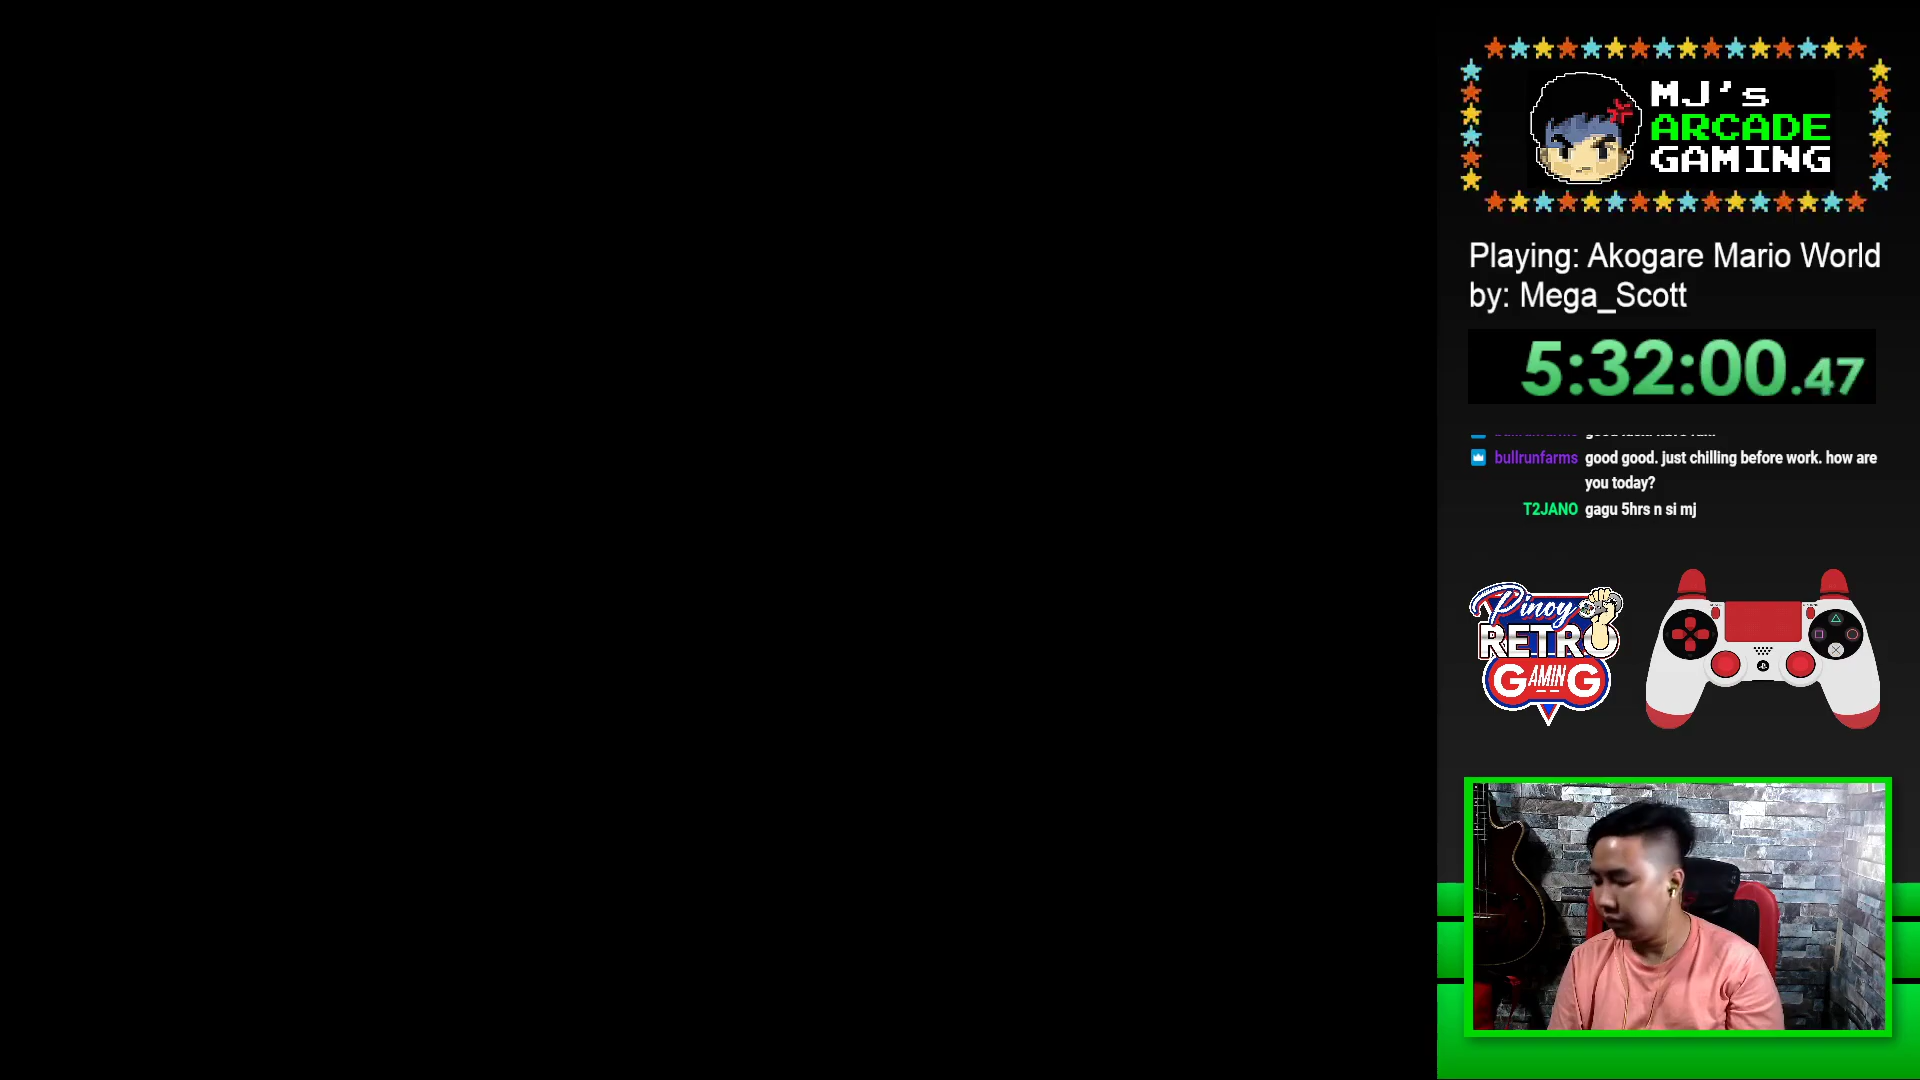 MJ's
ARCADE
GAMING
Playing: Akogare Mario World
by: Mega_Scott
5:32:00.47
bullrunfarms good good. just chilling before work. how are
you today?
T2JANO gagu 5hrs n si mj
Pinoy
RETRO
GAMING